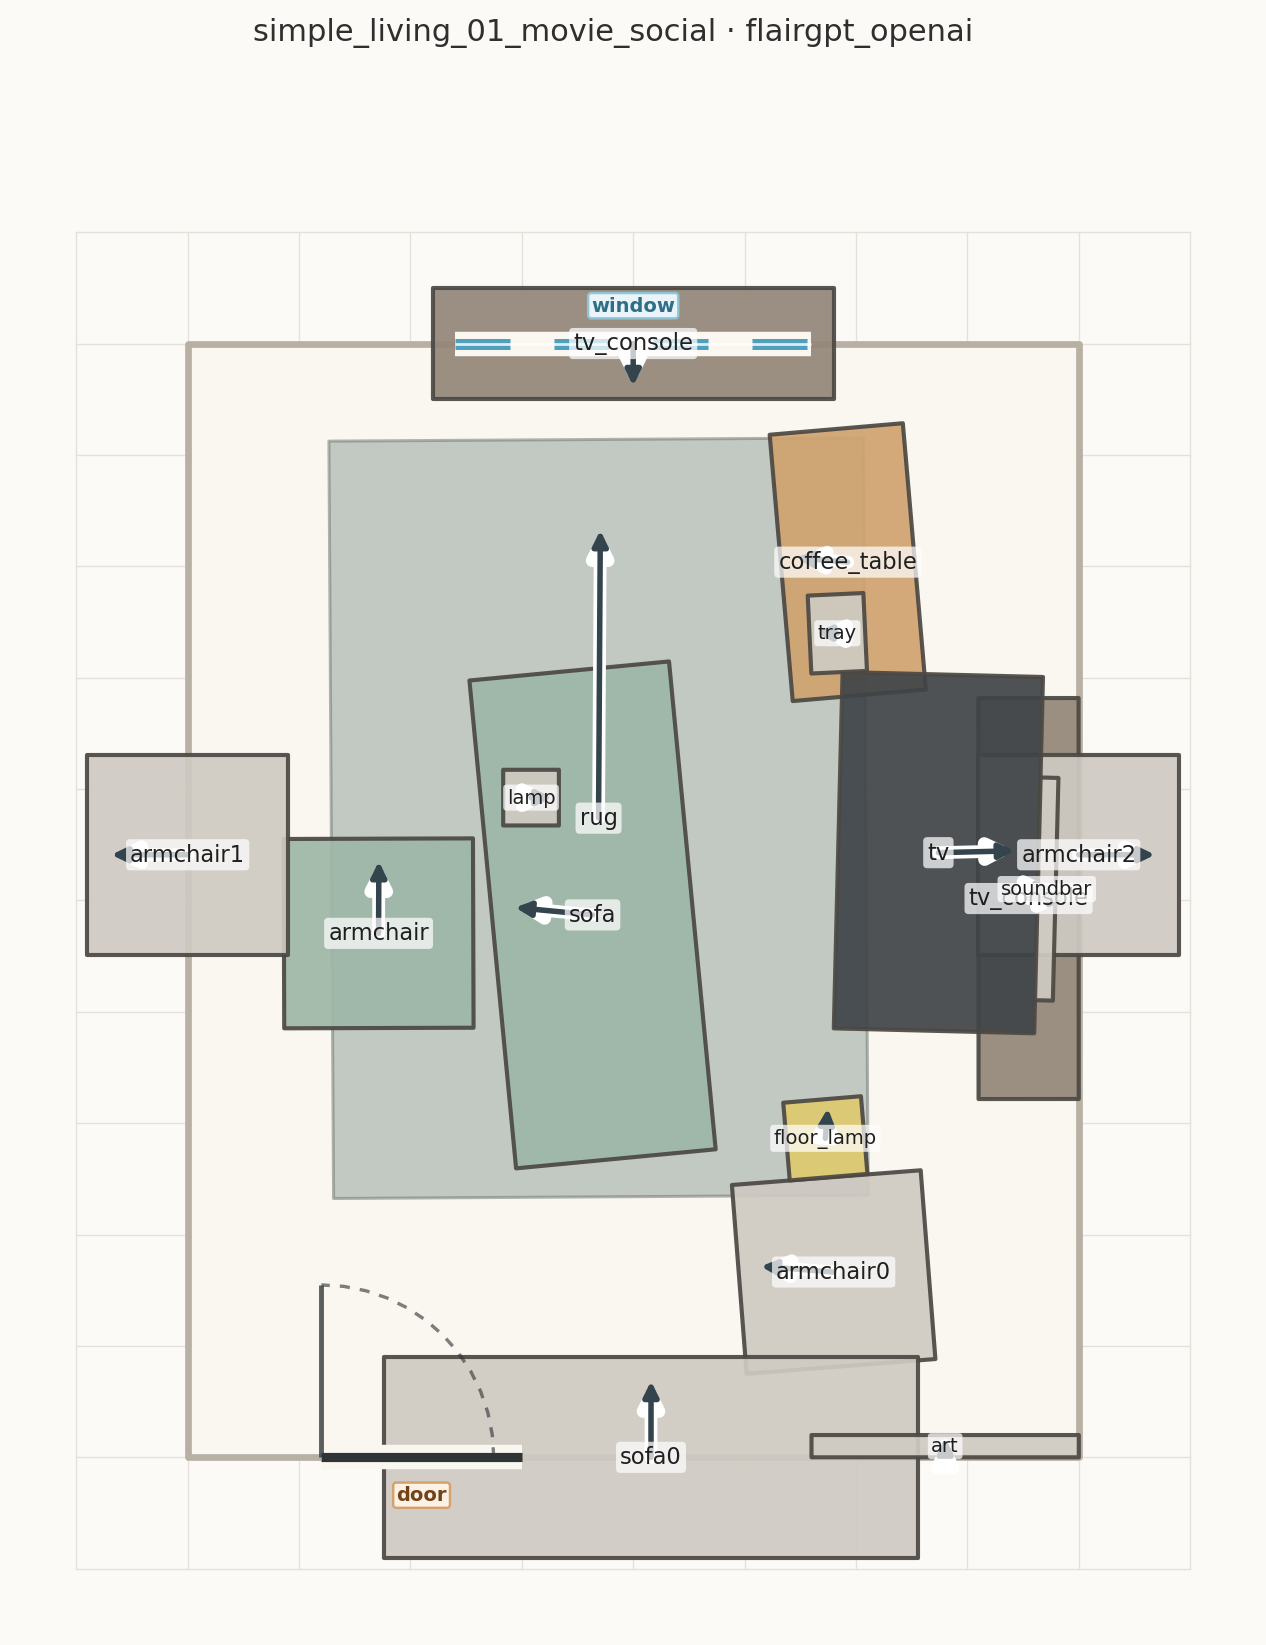 simple_living_01_movie_social · flairgpt_openai
window
tv_console
coffee_table
tray
lamp
rug
armchair1
tv
armchair2
soundbar
tv_console
sofa
armchair
floor_lamp
armchair0
art
sofa0
door